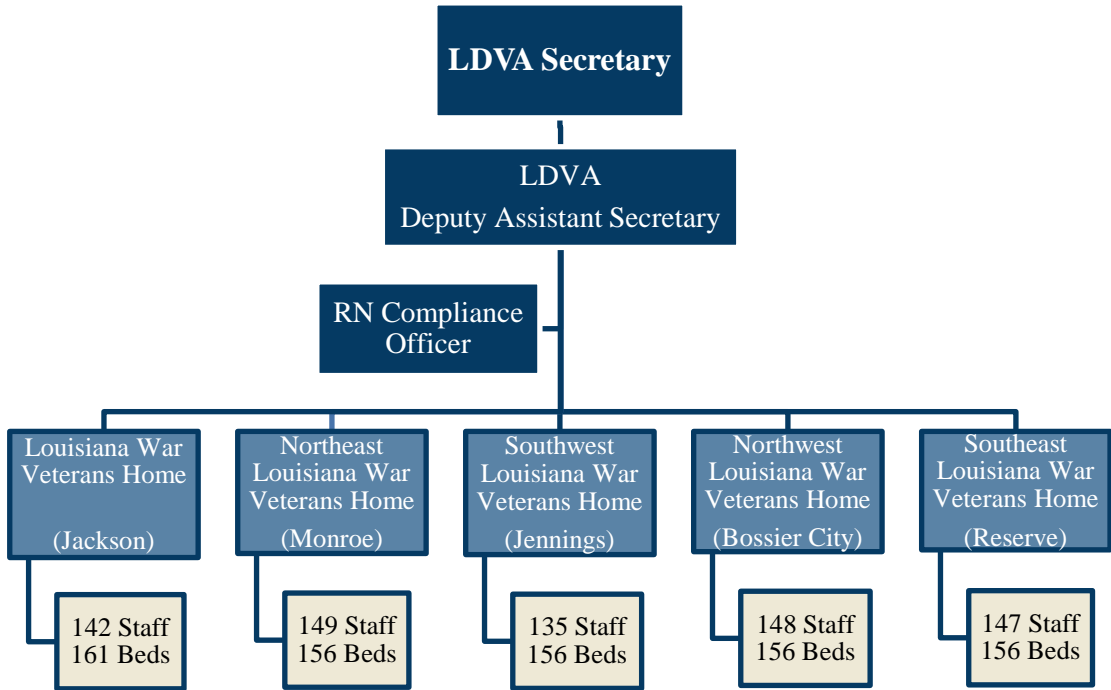 LDVA Secretary
LDVA
Deputy Assistant Secretary
RN Compliance
Officer
Louisiana War
Veterans Home
(Jackson)
Northeast
Louisiana War
Veterans Home
(Monroe)
Southwest
Louisiana War
Veterans Home
(Jennings)
Northwest
Louisiana War
Veterans Home
(Bossier City)
Southeast
Louisiana War
Veterans Home
(Reserve)
142 Staff
161 Beds
149 Staff
156 Beds
135 Staff
156 Beds
148 Staff
156 Beds
147 Staff
156 Beds